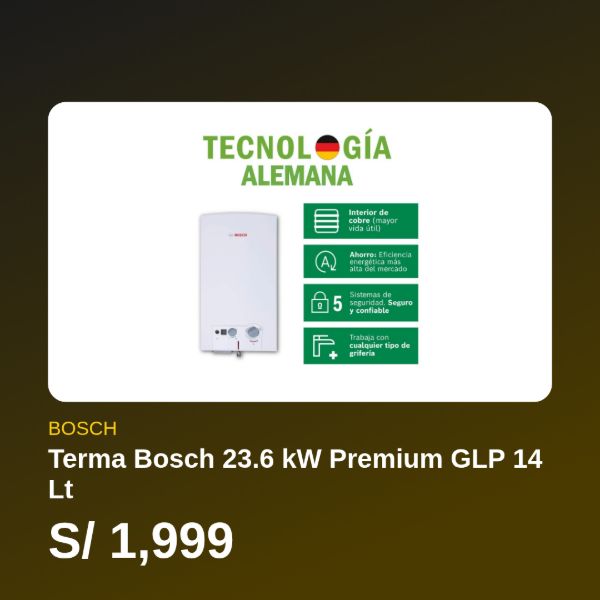 TECNOLOGÍA
ALEMANA
BOSCH
Interior de
cobre (mayor
vida útil)
Ahorro: Eficiencia
energética más
alta del mercado
5
Sistemas de
seguridad. Seguro
y confiable
Trabaja con
cualquier tipo de
grifería
BOSCH
Terma Bosch 23.6 kW Premium GLP 14
Lt
S/ 1,999